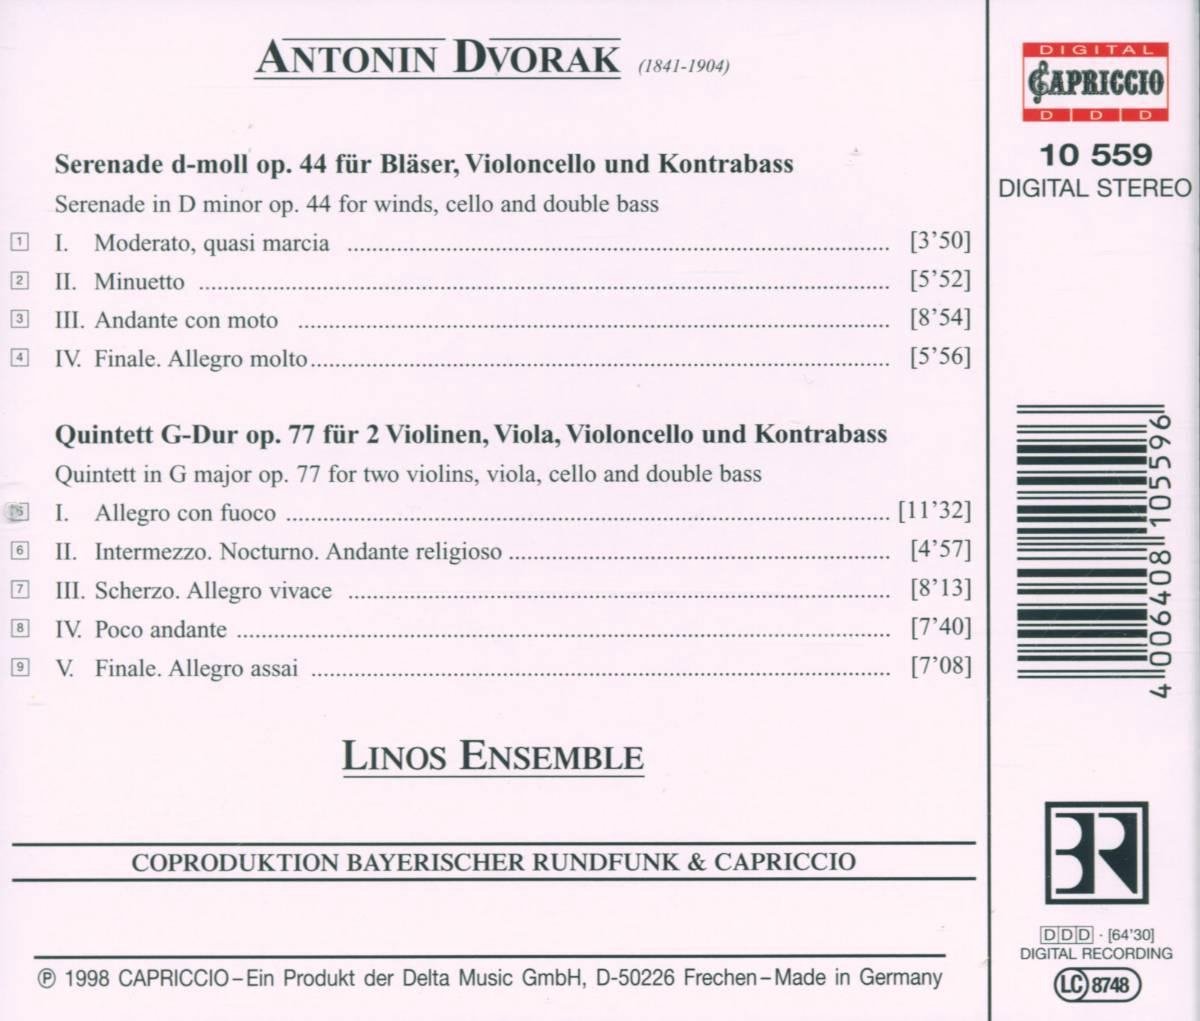 ANTONIN DVORAK (1841-1904)
Serenade d-moll op. 44 für Bläser, Violoncello und Kontrabass
Serenade in D minor op. 44 for winds, cello and double bass
1 I. Moderato, quasi marcia [3'50]
2 II. Minuetto [5'52]
3 III. Andante con moto [8'54]
4 IV. Finale. Allegro molto [5'56]
Quintett G-Dur op. 77 für 2 Violinen, Viola, Violoncello und Kontrabass
Quintett in G major op. 77 for two violins, viola, cello and double bass
5 I. Allegro con fuoco [11'32]
6 II. Intermezzo. Nocturno. Andante religioso [4'57]
7 III. Scherzo. Allegro vivace [8'13]
8 IV. Poco andante [7'40]
9 V. Finale. Allegro assai [7'08]
LINOS ENSEMBLE
COPRODUKTION BAYERISCHER RUNDFUNK & CAPRICCIO
℗ 1998 CAPRICCIO – Ein Produkt der Delta Music GmbH, D-50226 Frechen – Made in Germany
DIGITAL
CAPRICCIO
D D D
10 559
DIGITAL STEREO
4 006408 105596
BR
DDD · [64'30]
DIGITAL RECORDING
LC 8748